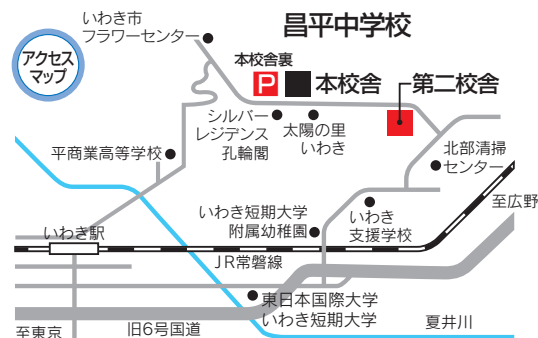 アクセス
マップ
いわき市
フラワーセンター
昌平中学校
本校舎裏
P
本校舎
第二校舎
シルバー
レジデンス
孔輪閣
太陽の里
いわき
平商業高等学校
北部清掃
センター
至広野
いわき短期大学
附属幼稚園
いわき
支援学校
いわき駅
JR常磐線
東日本国際大学
いわき短期大学
夏井川
旧6号国道
至東京